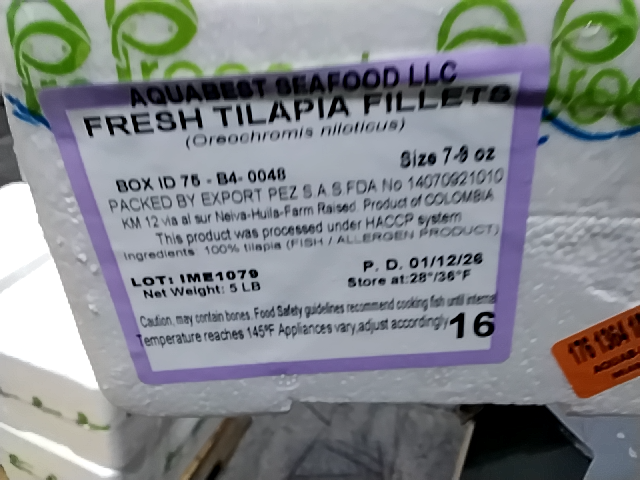 AQUABEST SEAFOOD LLC
FRESH TILAPIA FILLETS
(Oreochromis niloticus)
Size 7-9 oz
BOX ID 75 - B4- 0048
PACKED BY EXPORT PEZ S.A.S.FDA No 14070921010
KM 12 via al sur Neiva-Huila-Farm Raised. Product of COLOMBIA
This product was processed under HACCP system
Ingredients: 100% tilapia (FISH / ALLERGEN PRODUCT)
LOT: IME1079
P. D. 01/12/26
Net Weight: 5 LB
Store at:28°/36°F
Caution, may contain bones. Food Safety guidelines recommend cooking fish until internal
Temperature reaches 145ºF Appliances vary,adjust accordingly
16
176 1364